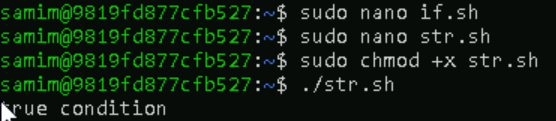 samim@9819fd877cfb527:~$ sudo nano if.sh
samim@9819fd877cfb527:~$ sudo nano str.sh
samim@9819fd877cfb527:~$ sudo chmod +x str.sh
samim@9819fd877cfb527:~$ ./str.sh
true condition